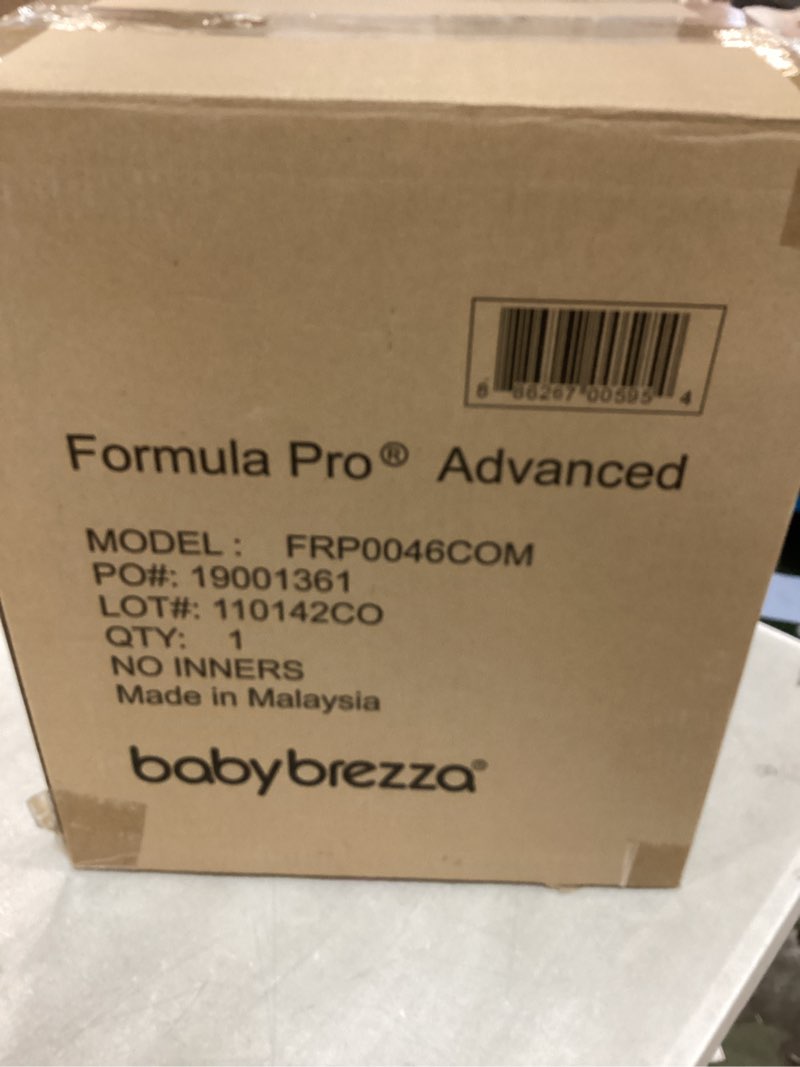 8 66267 00595 4
Formula Pro® Advanced
MODEL : FRP0046COM
PO#: 19001361
LOT#: 110142CO
QTY: 1
NO INNERS
Made in Malaysia
babybrezza®